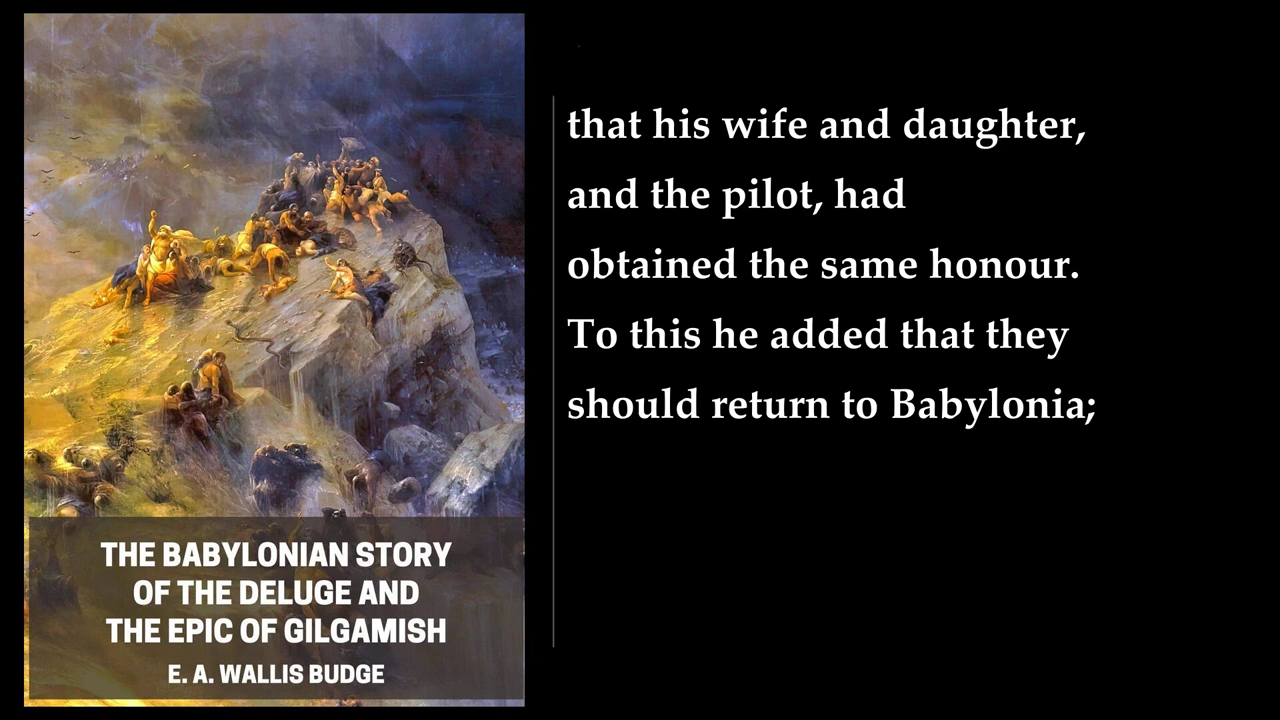 that his wife and daughter,
and the pilot, had
obtained the same honour.
To this he added that they
should return to Babylonia;
THE BABYLONIAN STORY
OF THE DELUGE AND
THE EPIC OF GILGAMISH
E. A. WALLIS BUDGE